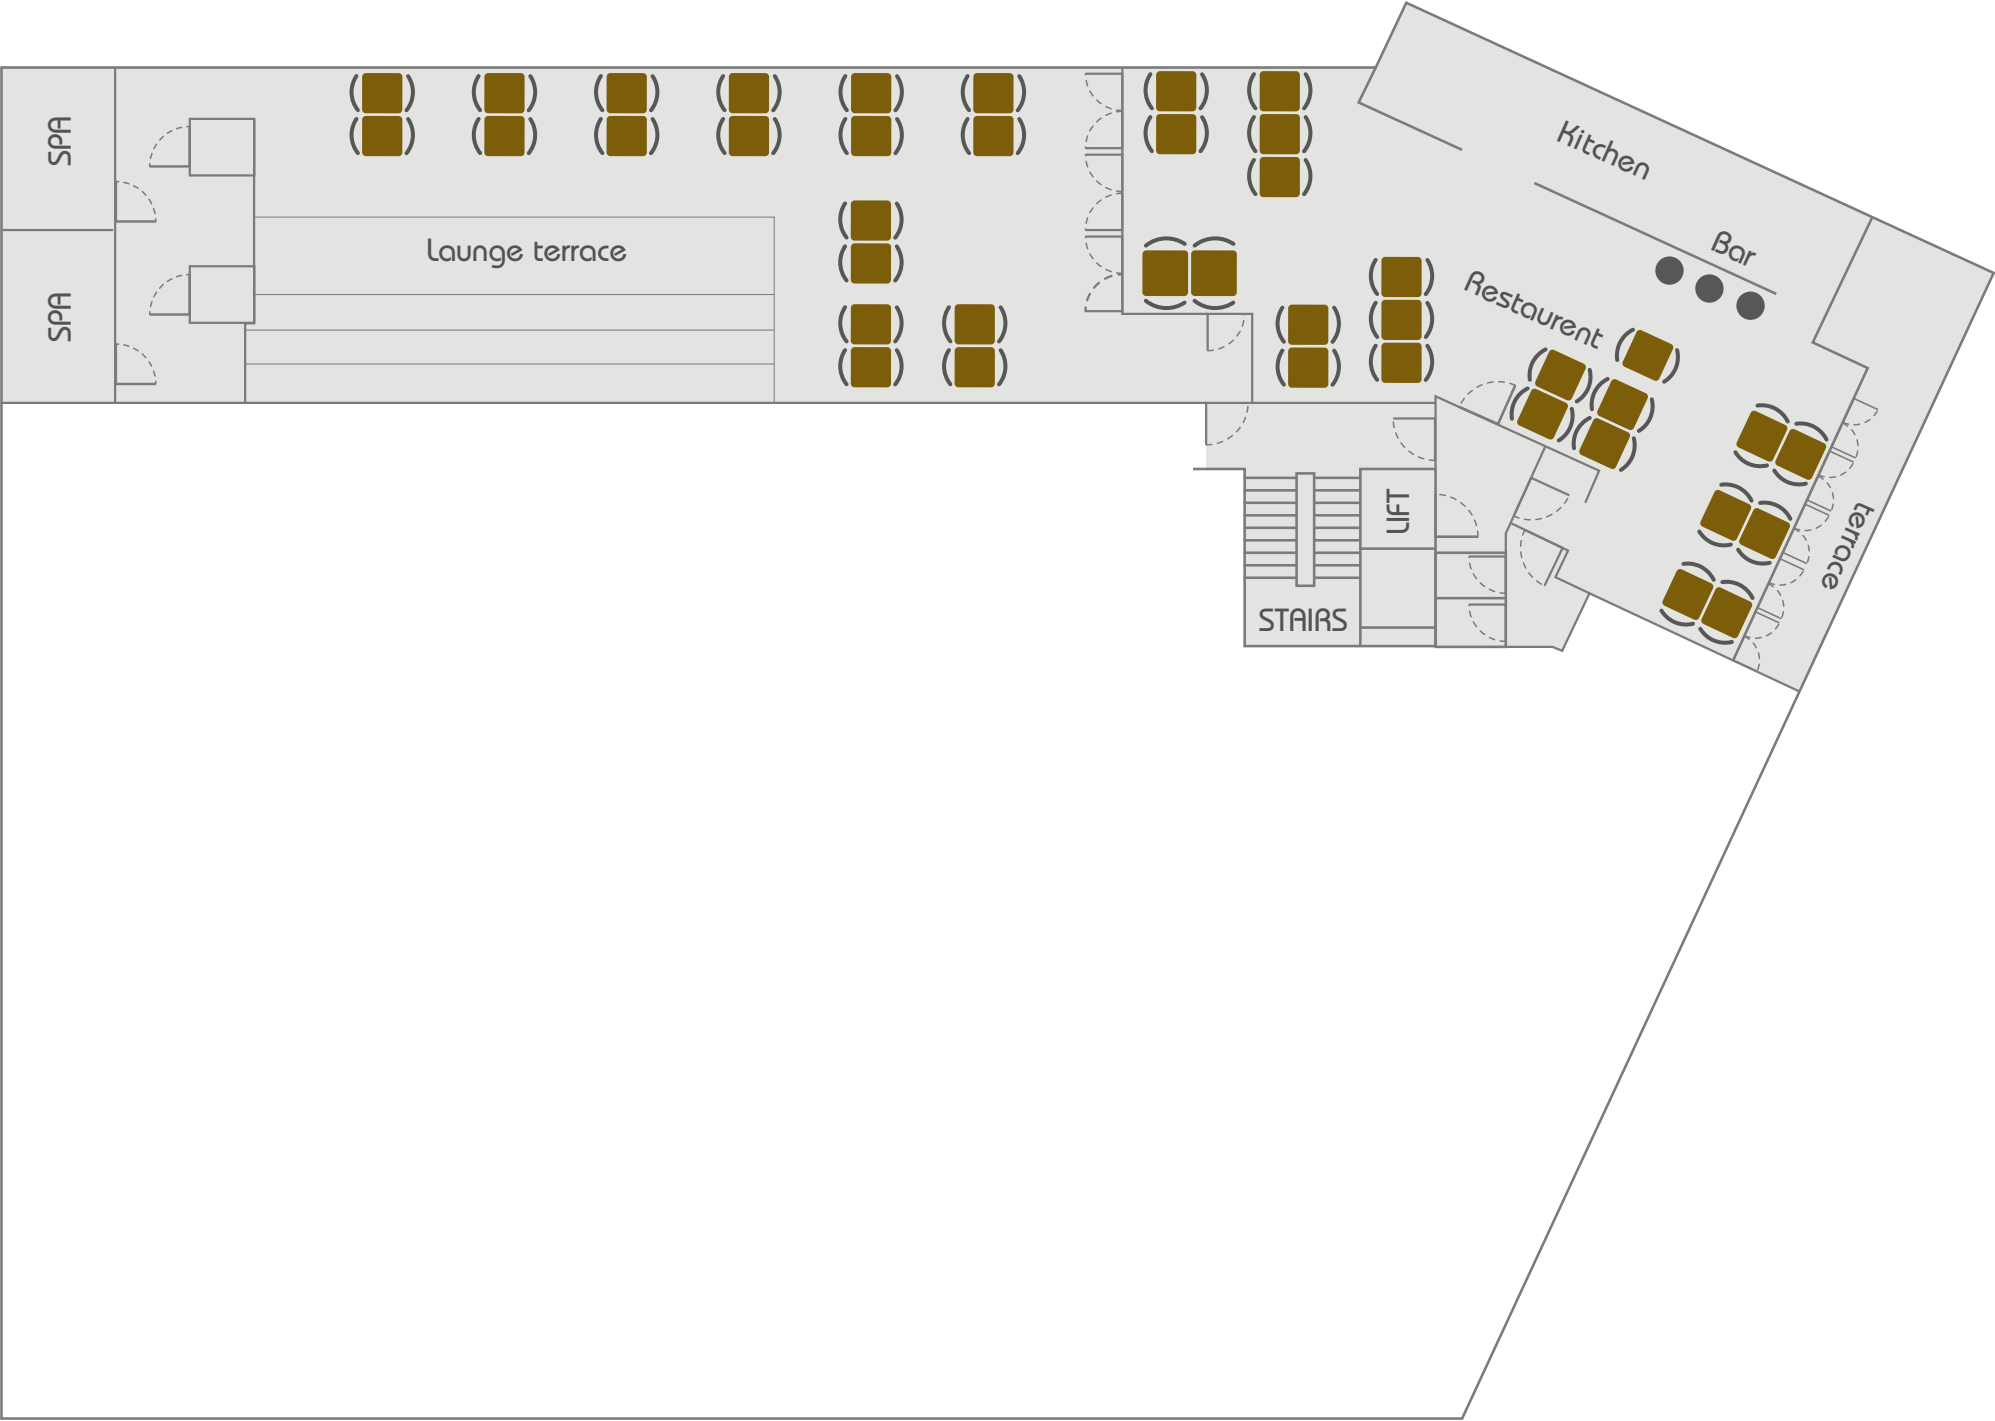 SPA
SPA
Launge terrace
Kitchen
Bar
Restaurent
terrace
LIFT
STAIRS